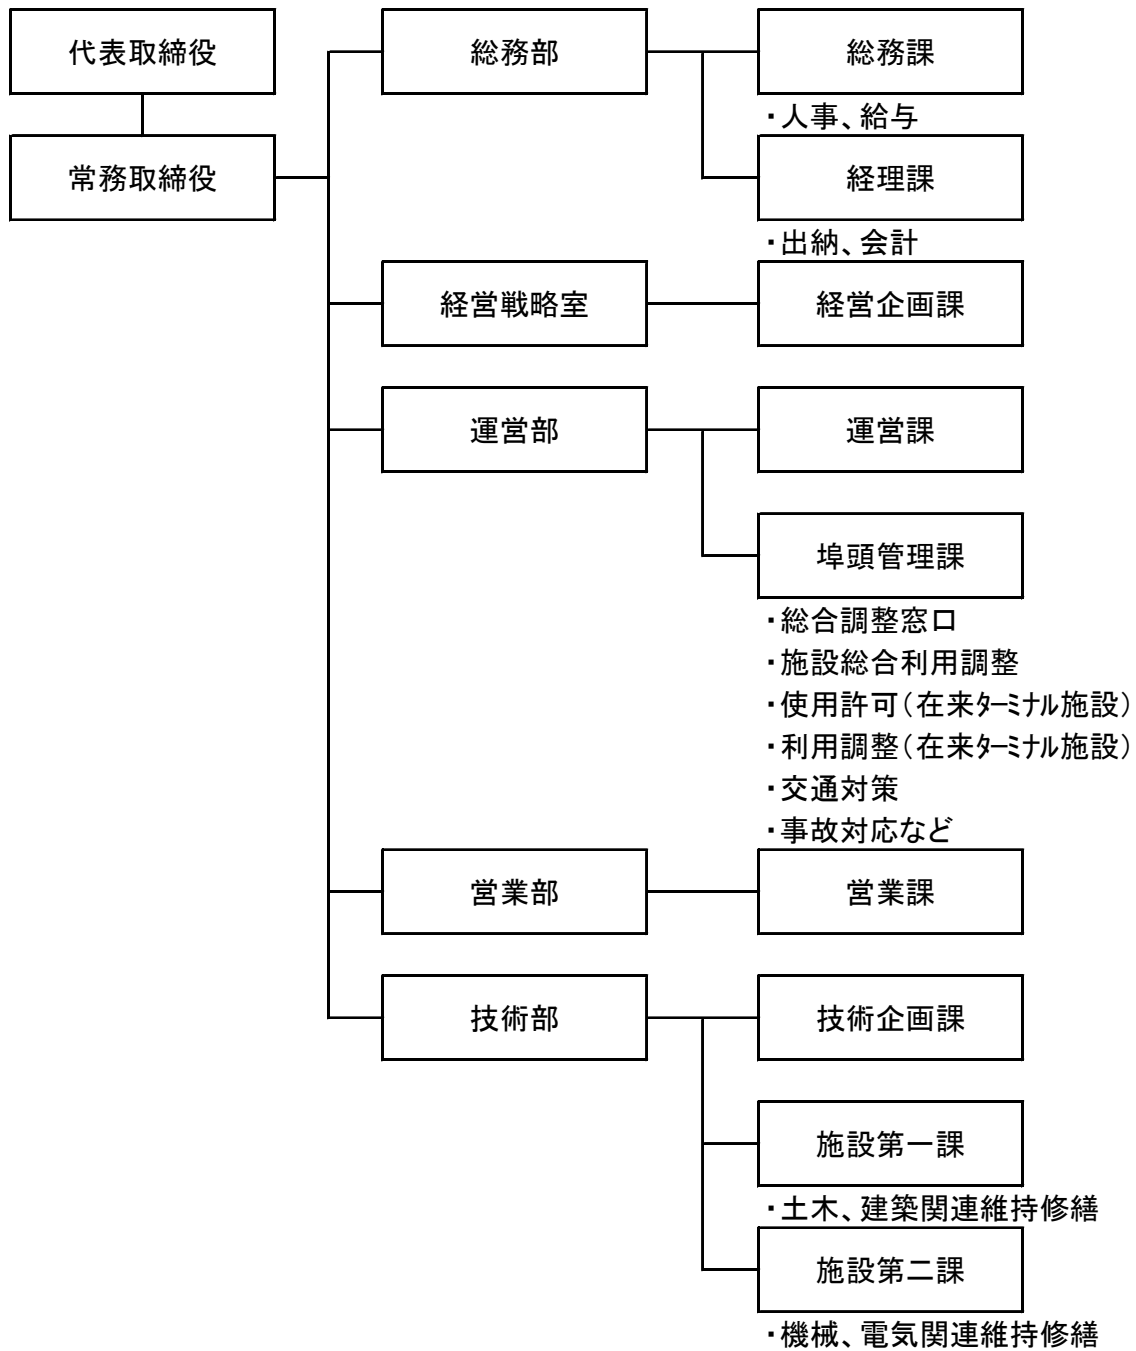 代表取締役
常務取締役
総務部
総務課
・人事、給与
経理課
・出納、会計
経営戦略室
経営企画課
運営部
運営課
埠頭管理課
・総合調整窓口
・施設総合利用調整
・使用許可（在来ﾀｰﾐﾅﾙ施設）
・利用調整（在来ﾀｰﾐﾅﾙ施設）
・交通対策
・事故対応など
営業部
営業課
技術部
技術企画課
施設第一課
・土木、建築関連維持修繕
施設第二課
・機械、電気関連維持修繕